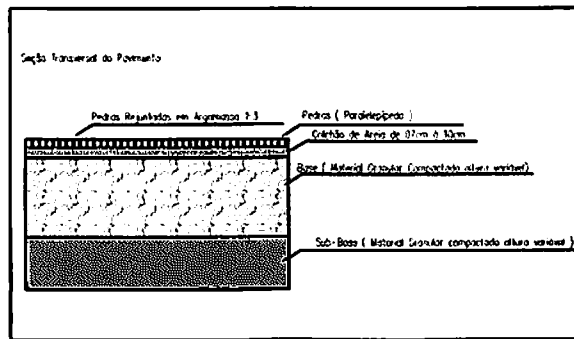 Seção Transversal do Pavimento
Pedras Rejuntadas em Argamassa 1:3
Pedras ( Paralelepípedo )
Colchão de Areia de 07cm à 10cm
Base ( Material Granular Compactado altura variável)
Sub-Base ( Material Granular compactado altura variável )